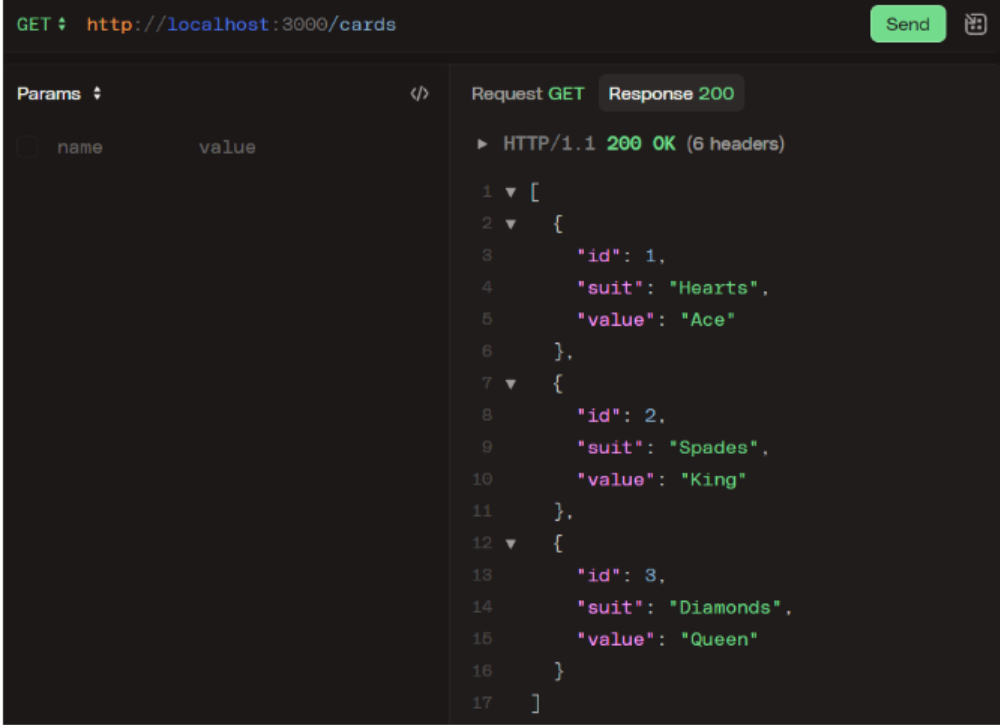 GET http://localhost:3000/cards Send
Params </>
name value
Request GET Response 200
HTTP/1.1 200 OK (6 headers)
1 [
2 {
3 "id": 1,
4 "suit": "Hearts",
5 "value": "Ace"
6 },
7 {
8 "id": 2,
9 "suit": "Spades",
10 "value": "King"
11 },
12 {
13 "id": 3,
14 "suit": "Diamonds",
15 "value": "Queen"
16 }
17 ]